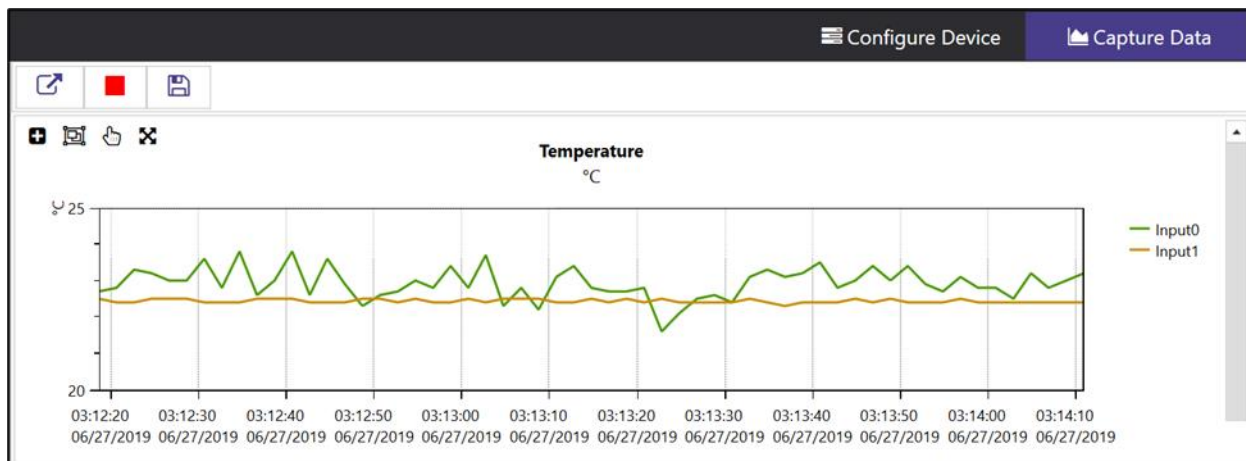 Configure Device
Capture Data
Temperature
°C
°C
25
20
Input0
Input1
03:12:20 03:12:30 03:12:40 03:12:50 03:13:00 03:13:10 03:13:20 03:13:30 03:13:40 03:13:50 03:14:00 03:14:10
06/27/2019 06/27/2019 06/27/2019 06/27/2019 06/27/2019 06/27/2019 06/27/2019 06/27/2019 06/27/2019 06/27/2019 06/27/2019 06/27/2019